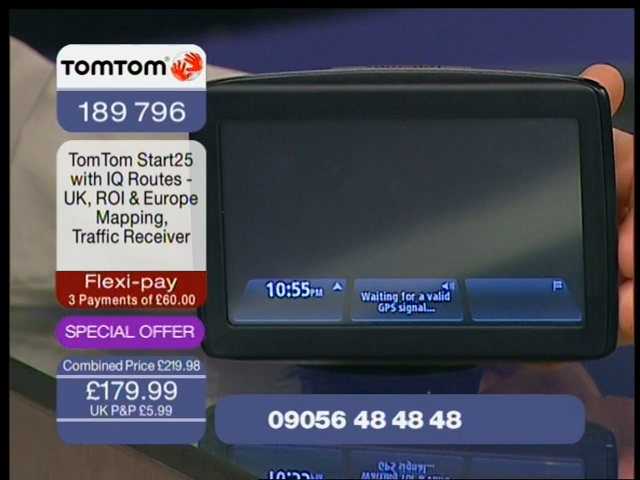 TOMTOM
189 796
TomTom Start25
with IQ Routes -
UK, ROI & Europe
Mapping,
Traffic Receiver
Flexi-pay
3 Payments of £60.00
SPECIAL OFFER
Combined Price £219.98
£179.99
UK P&P £5.99
10:55PM
Waiting for a valid
GPS signal...
09056 48 48 48